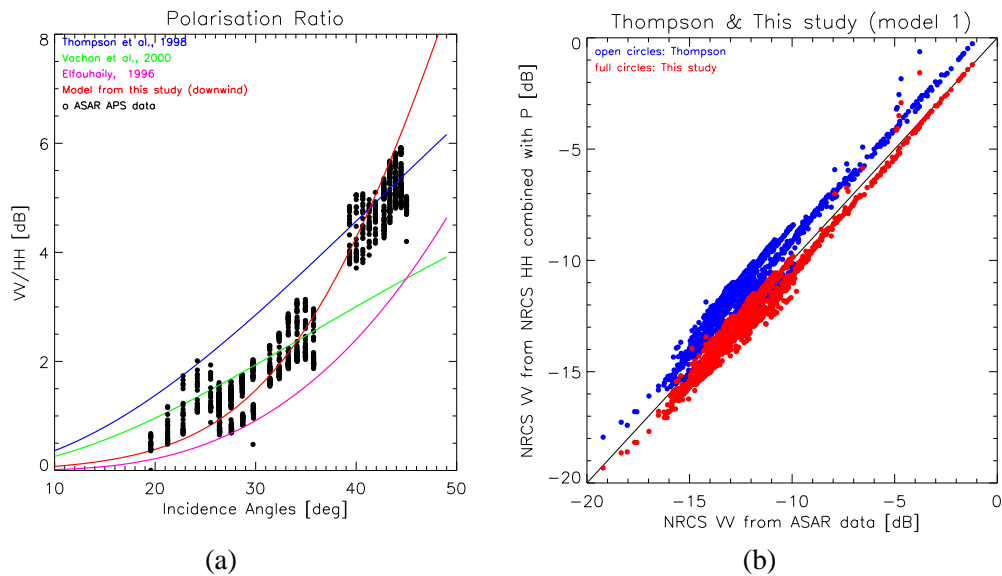 Polarisation Ratio
8
6
4
2
0
VV/HH [dB]
Thompson et al., 1998
Vachon et al., 2000
Elfouhaily, 1996
Model from this study (downwind)
o ASAR APS data
10 20 30 40 50
Incidence Angles [deg]
(a)
Thompson & This study (model 1)
0
-5
-10
-15
-20
NRCS VV from NRCS HH combined with P [dB]
open circles: Thompson
full circles: This study
-20 -15 -10 -5 0
NRCS VV from ASAR data [dB]
(b)